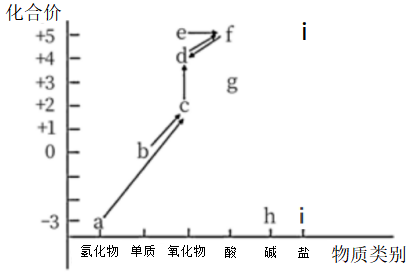 化合价
+5 e f i
+4 d
+3 g
+2 c
+1
0 b
-3 a h i
氢化物 单质 氧化物 酸 碱 盐 物质类别